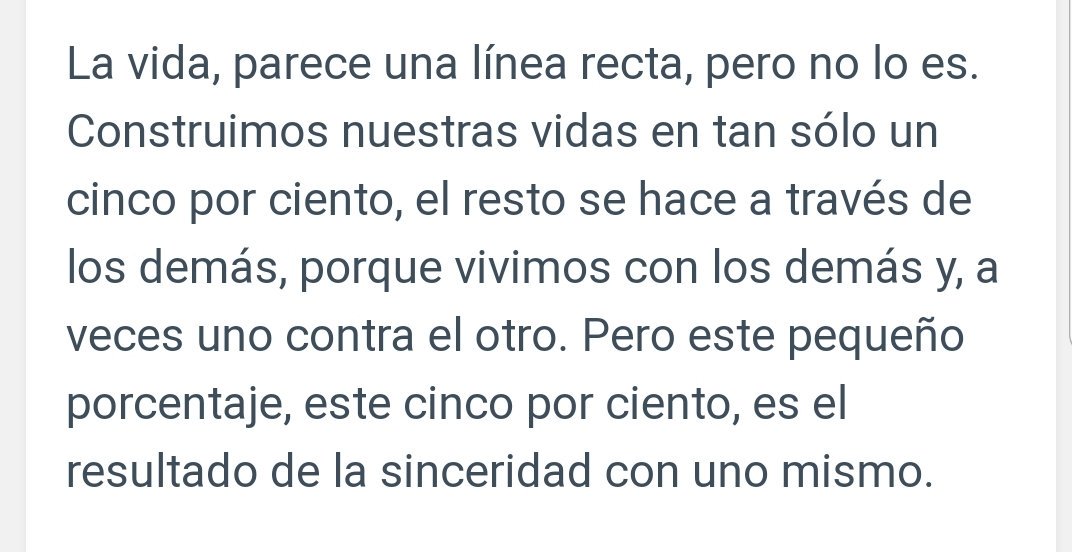 La vida, parece una línea recta, pero no lo es.
Construimos nuestras vidas en tan sólo un
cinco por ciento, el resto se hace a través de
los demás, porque vivimos con los demás y, a
veces uno contra el otro. Pero este pequeño
porcentaje, este cinco por ciento, es el
resultado de la sinceridad con uno mismo.